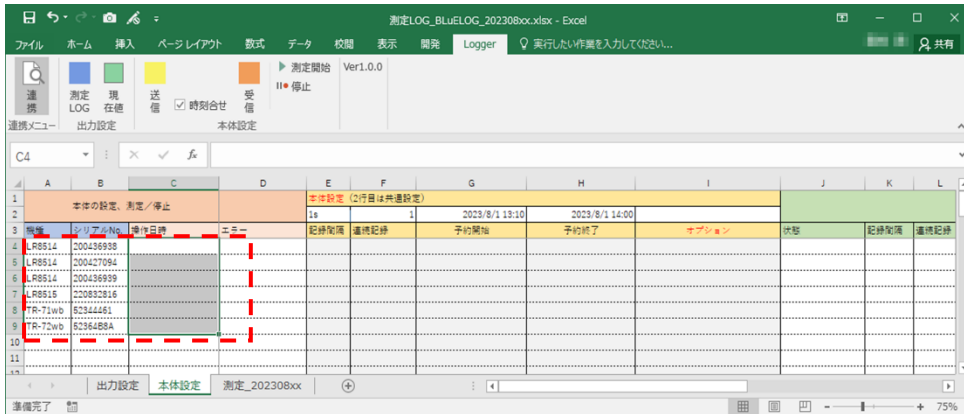 測定LOG_BLuELOG_202308xx.xlsx - Excel
ファイル ホーム 挿入 ページ レイアウト 数式 データ 校閲 表示 開発 Logger 実行したい作業を入力してください... 共有
連携 測定LOG 現在値 送信 時刻合せ 受信 測定開始 Ver1.0.0
停止
連携メニュー 出力設定 本体設定
C4 fx
A B C D E F G H I J K L
1 本体の設定、測定／停止 本体設定 (2行目は共通設定)
2 1s 1 2023/8/1 13:10 2023/8/1 14:00
3 機種 シリアルNo. 操作日時 エラー 記録間隔 連続記録 予約開始 予約終了 オプション 状態 記録間隔 連続記録
4 LR8514 200436938
5 LR8514 200427094
6 LR8514 200436939
7 LR8515 220832816
8 TR-71wb 52344461
9 TR-72wb 52364B8A
10
11
12
出力設定 本体設定 測定_202308xx
準備完了 75%